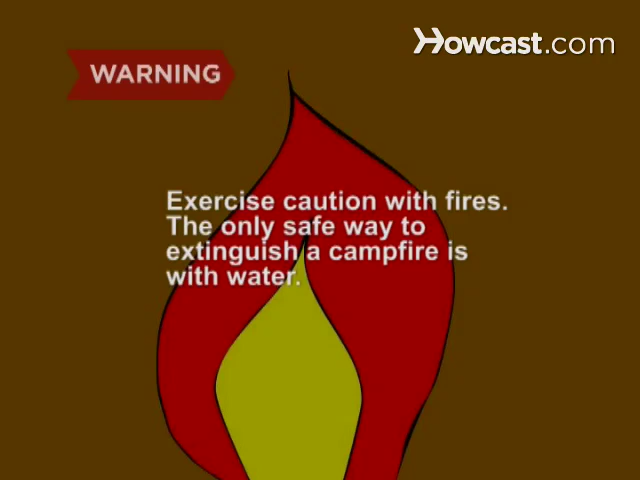 Howcast.com
WARNING
Exercise caution with fires.
The only safe way to
extinguish a campfire is
with water.